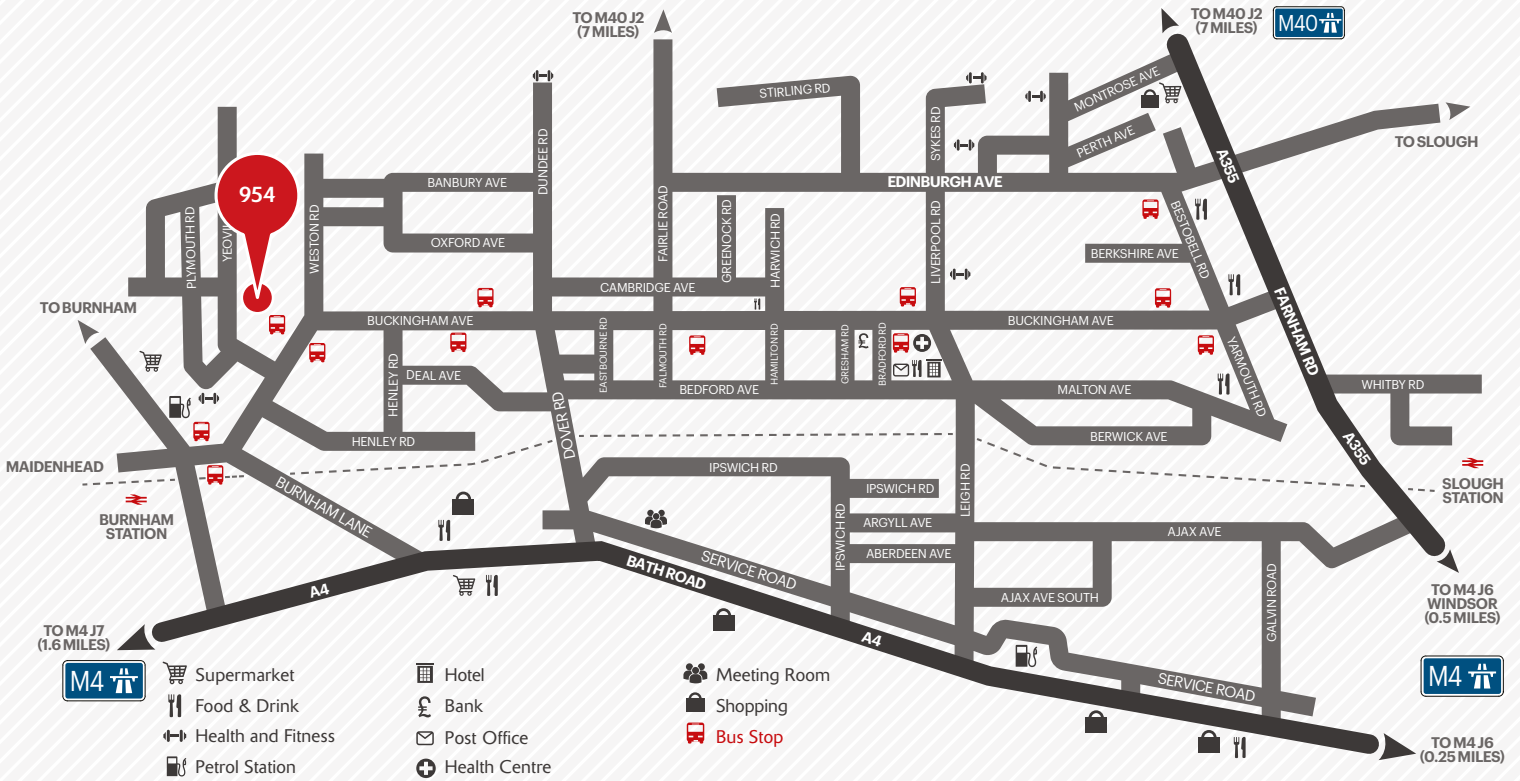 TO M40 J2
(7 MILES)
TO M40 J2
(7 MILES)
M40
STIRLING RD
MONTROSE AVE
SYKES RD
PERTH AVE
TO SLOUGH
A355
DUNDEE RD
BANBURY AVE
EDINBURGH AVE
954
PLYMOUTH RD
YEOVIL
WESTON RD
FAIRLIE ROAD
GREENOCK RD
HARWICH RD
LIVERPOOL RD
BESTOBELL RD
OXFORD AVE
BERKSHIRE AVE
CAMBRIDGE AVE
TO BURNHAM
BUCKINGHAM AVE
BUCKINGHAM AVE
FARNHAM RD
EASTBOURNE RD
FALMOUTH RD
HAMILTON RD
GRESHAM RD
BRADFORD RD
£
YARMOUTH RD
HENLEY RD
DEAL AVE
BEDFORD AVE
MALTON AVE
WHITBY RD
DOVER RD
HENLEY RD
BERWICK AVE
A355
MAIDENHEAD
IPSWICH RD
IPSWICH RD
LEIGH RD
SLOUGH
STATION
BURNHAM
STATION
BURNHAM LANE
IPSWICH RD
ARGYLL AVE
AJAX AVE
ABERDEEN AVE
SERVICE ROAD
BATH ROAD
A4
AJAX AVE SOUTH
GALVIN ROAD
TO M4 J6
WINDSOR
(0.5 MILES)
TO M4 J7
(1.6 MILES)
A4
M4
SERVICE ROAD
M4
TO M4 J6
(0.25 MILES)
Supermarket
Food & Drink
Health and Fitness
Petrol Station
Hotel
£ Bank
Post Office
Health Centre
Meeting Room
Shopping
Bus Stop